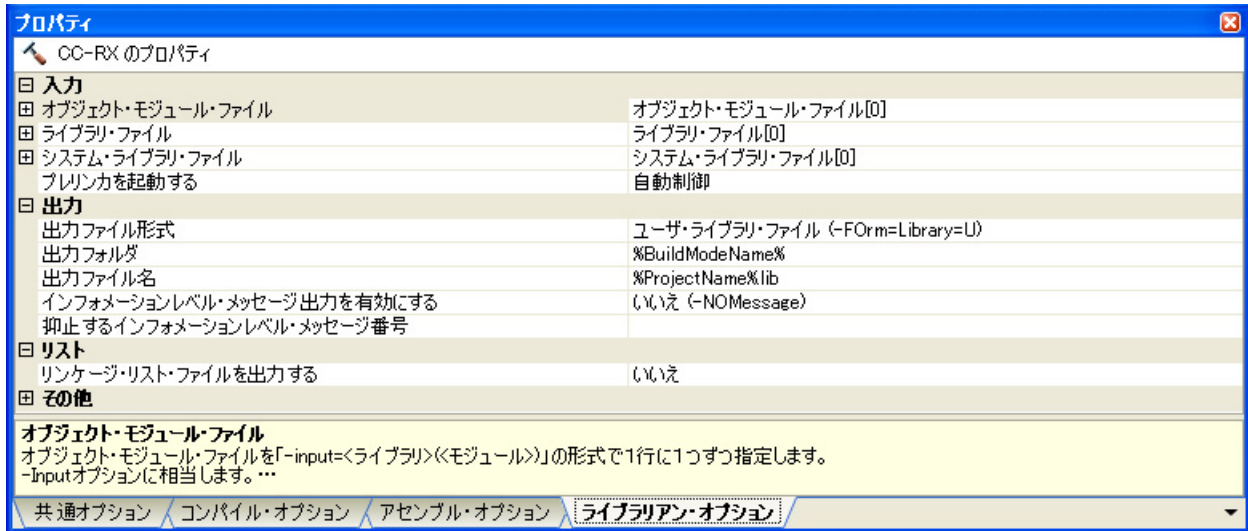 プロパティ
CC-RX のプロパティ
入力
オブジェクト・モジュール・ファイル オブジェクト・モジュール・ファイル[0]
ライブラリ・ファイル ライブラリ・ファイル[0]
システム・ライブラリ・ファイル システム・ライブラリ・ファイル[0]
プレリンカを起動する 自動制御
出力
出力ファイル形式 ユーザ・ライブラリ・ファイル (-FOrm=Library=U)
出力フォルダ %BuildModeName%
出力ファイル名 %ProjectName%.lib
インフォメーションレベル・メッセージ出力を有効にする いいえ (-NOMessage)
抑止するインフォメーションレベル・メッセージ番号
リスト
リンケージ・リスト・ファイルを出力する いいえ
その他
オブジェクト・モジュール・ファイル
オブジェクト・モジュール・ファイルを「-input=<ライブラリ>(<モジュール>)」の形式で1行に1つずつ指定します。
-Inputオプションに相当します。…
共通オプション コンパイル・オプション アセンブル・オプション ライブラリアン・オプション